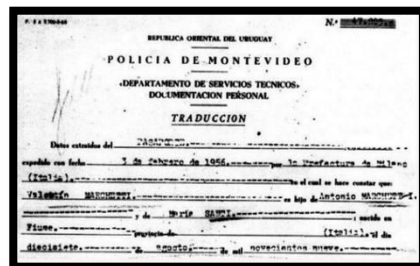 REPUBLICA ORIENTAL DEL URUGUAY
POLICIA DE MONTEVIDEO
«DEPARTAMENTO DE SERVICIOS TECNICOS»
DOCUMENTACION PERSONAL
TRADUCCION
Datos extraídos del
expedido con fecha 3 de febrero de 1956. por la Prefectura de Milano
(Italia). en el cual se hace constar que:
Valentín MARCHETTI. es hijo de Antonio MARCHETTI.
y de María nacido en
Fiume. provincia de (Italia). el día
diecisiete. de agosto. de mil novecientos nueve.